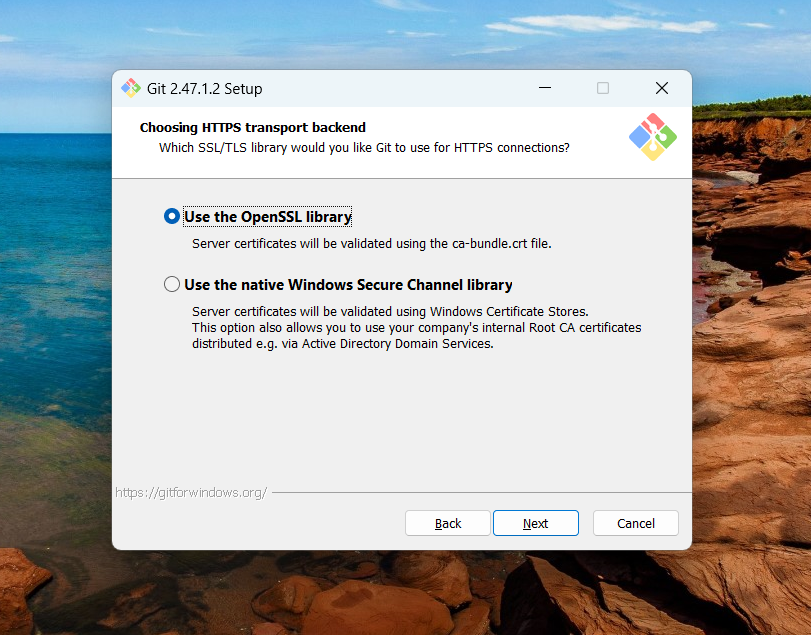 Git 2.47.1.2 Setup
Choosing HTTPS transport backend
Which SSL/TLS library would you like Git to use for HTTPS connections?
Use the OpenSSL library
Server certificates will be validated using the ca-bundle.crt file.
Use the native Windows Secure Channel library
Server certificates will be validated using Windows Certificate Stores.
This option also allows you to use your company's internal Root CA certificates
distributed e.g. via Active Directory Domain Services.
https://gitforwindows.org/
Back Next Cancel